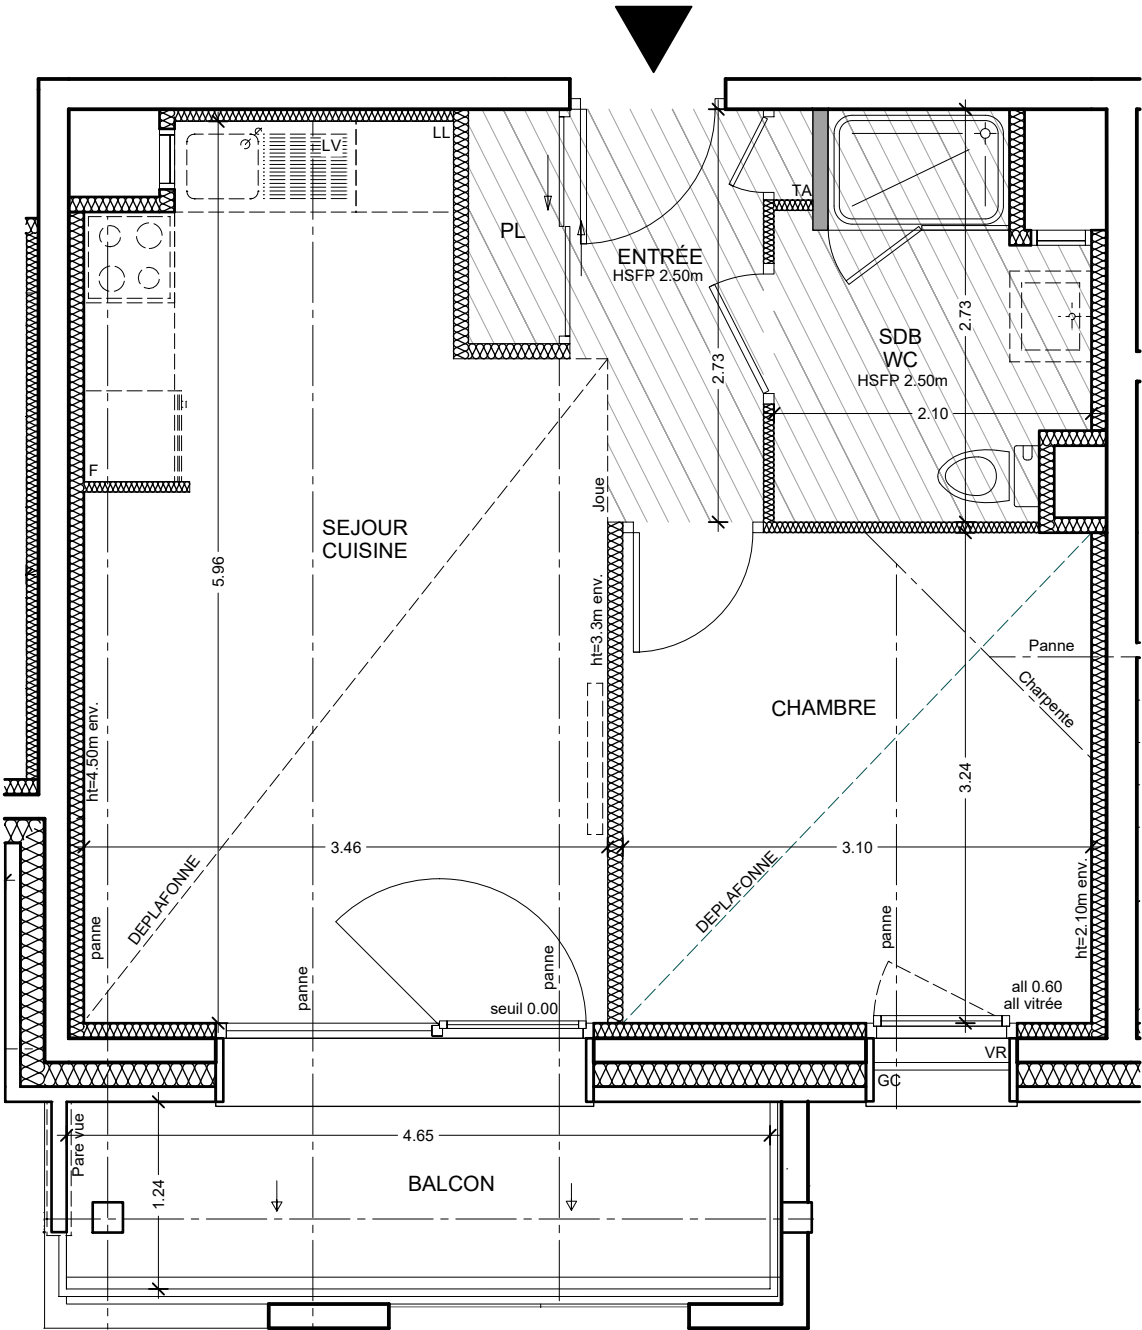 LL
LV
TA
PL
ENTRÉE
HSFP 2.50m
SDB
WC
HSFP 2.50m
2.73
2.73
2.10
F
Joue
SEJOUR
CUISINE
5.96
ht=3.3m env.
Panne
Charpente
CHAMBRE
ht=4.50m env.
3.24
3.46
3.10
DEPLAFONNE
DEPLAFONNE
ht=2.10m env.
panne
panne
panne
panne
seuil 0.00
all 0.60
all vitrée
VR
GC
Pare vue
4.65
1.24
BALCON